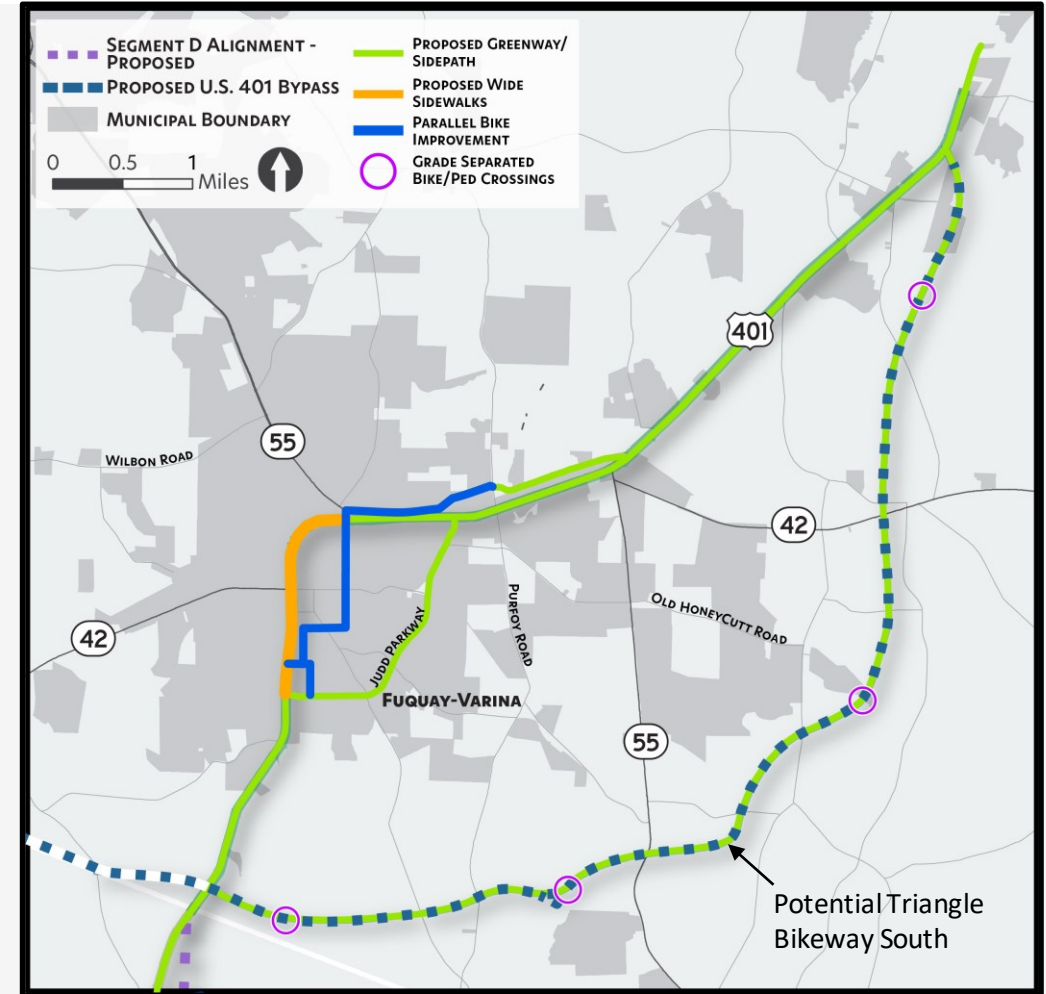 SEGMENT D ALIGNMENT -
PROPOSED
PROPOSED U.S. 401 BYPASS
MUNICIPAL BOUNDARY
0 0.5 1
Miles
PROPOSED GREENWAY/
SIDEPATH
PROPOSED WIDE
SIDEWALKS
PARALLEL BIKE
IMPROVEMENT
GRADE SEPARATED
BIKE/PED CROSSINGS
401
55
WILBON ROAD
42
42
PURFOY ROAD
OLD HONEYCUTT ROAD
JUDD PARKWAY
FUQUAY-VARINA
55
Potential Triangle
Bikeway South